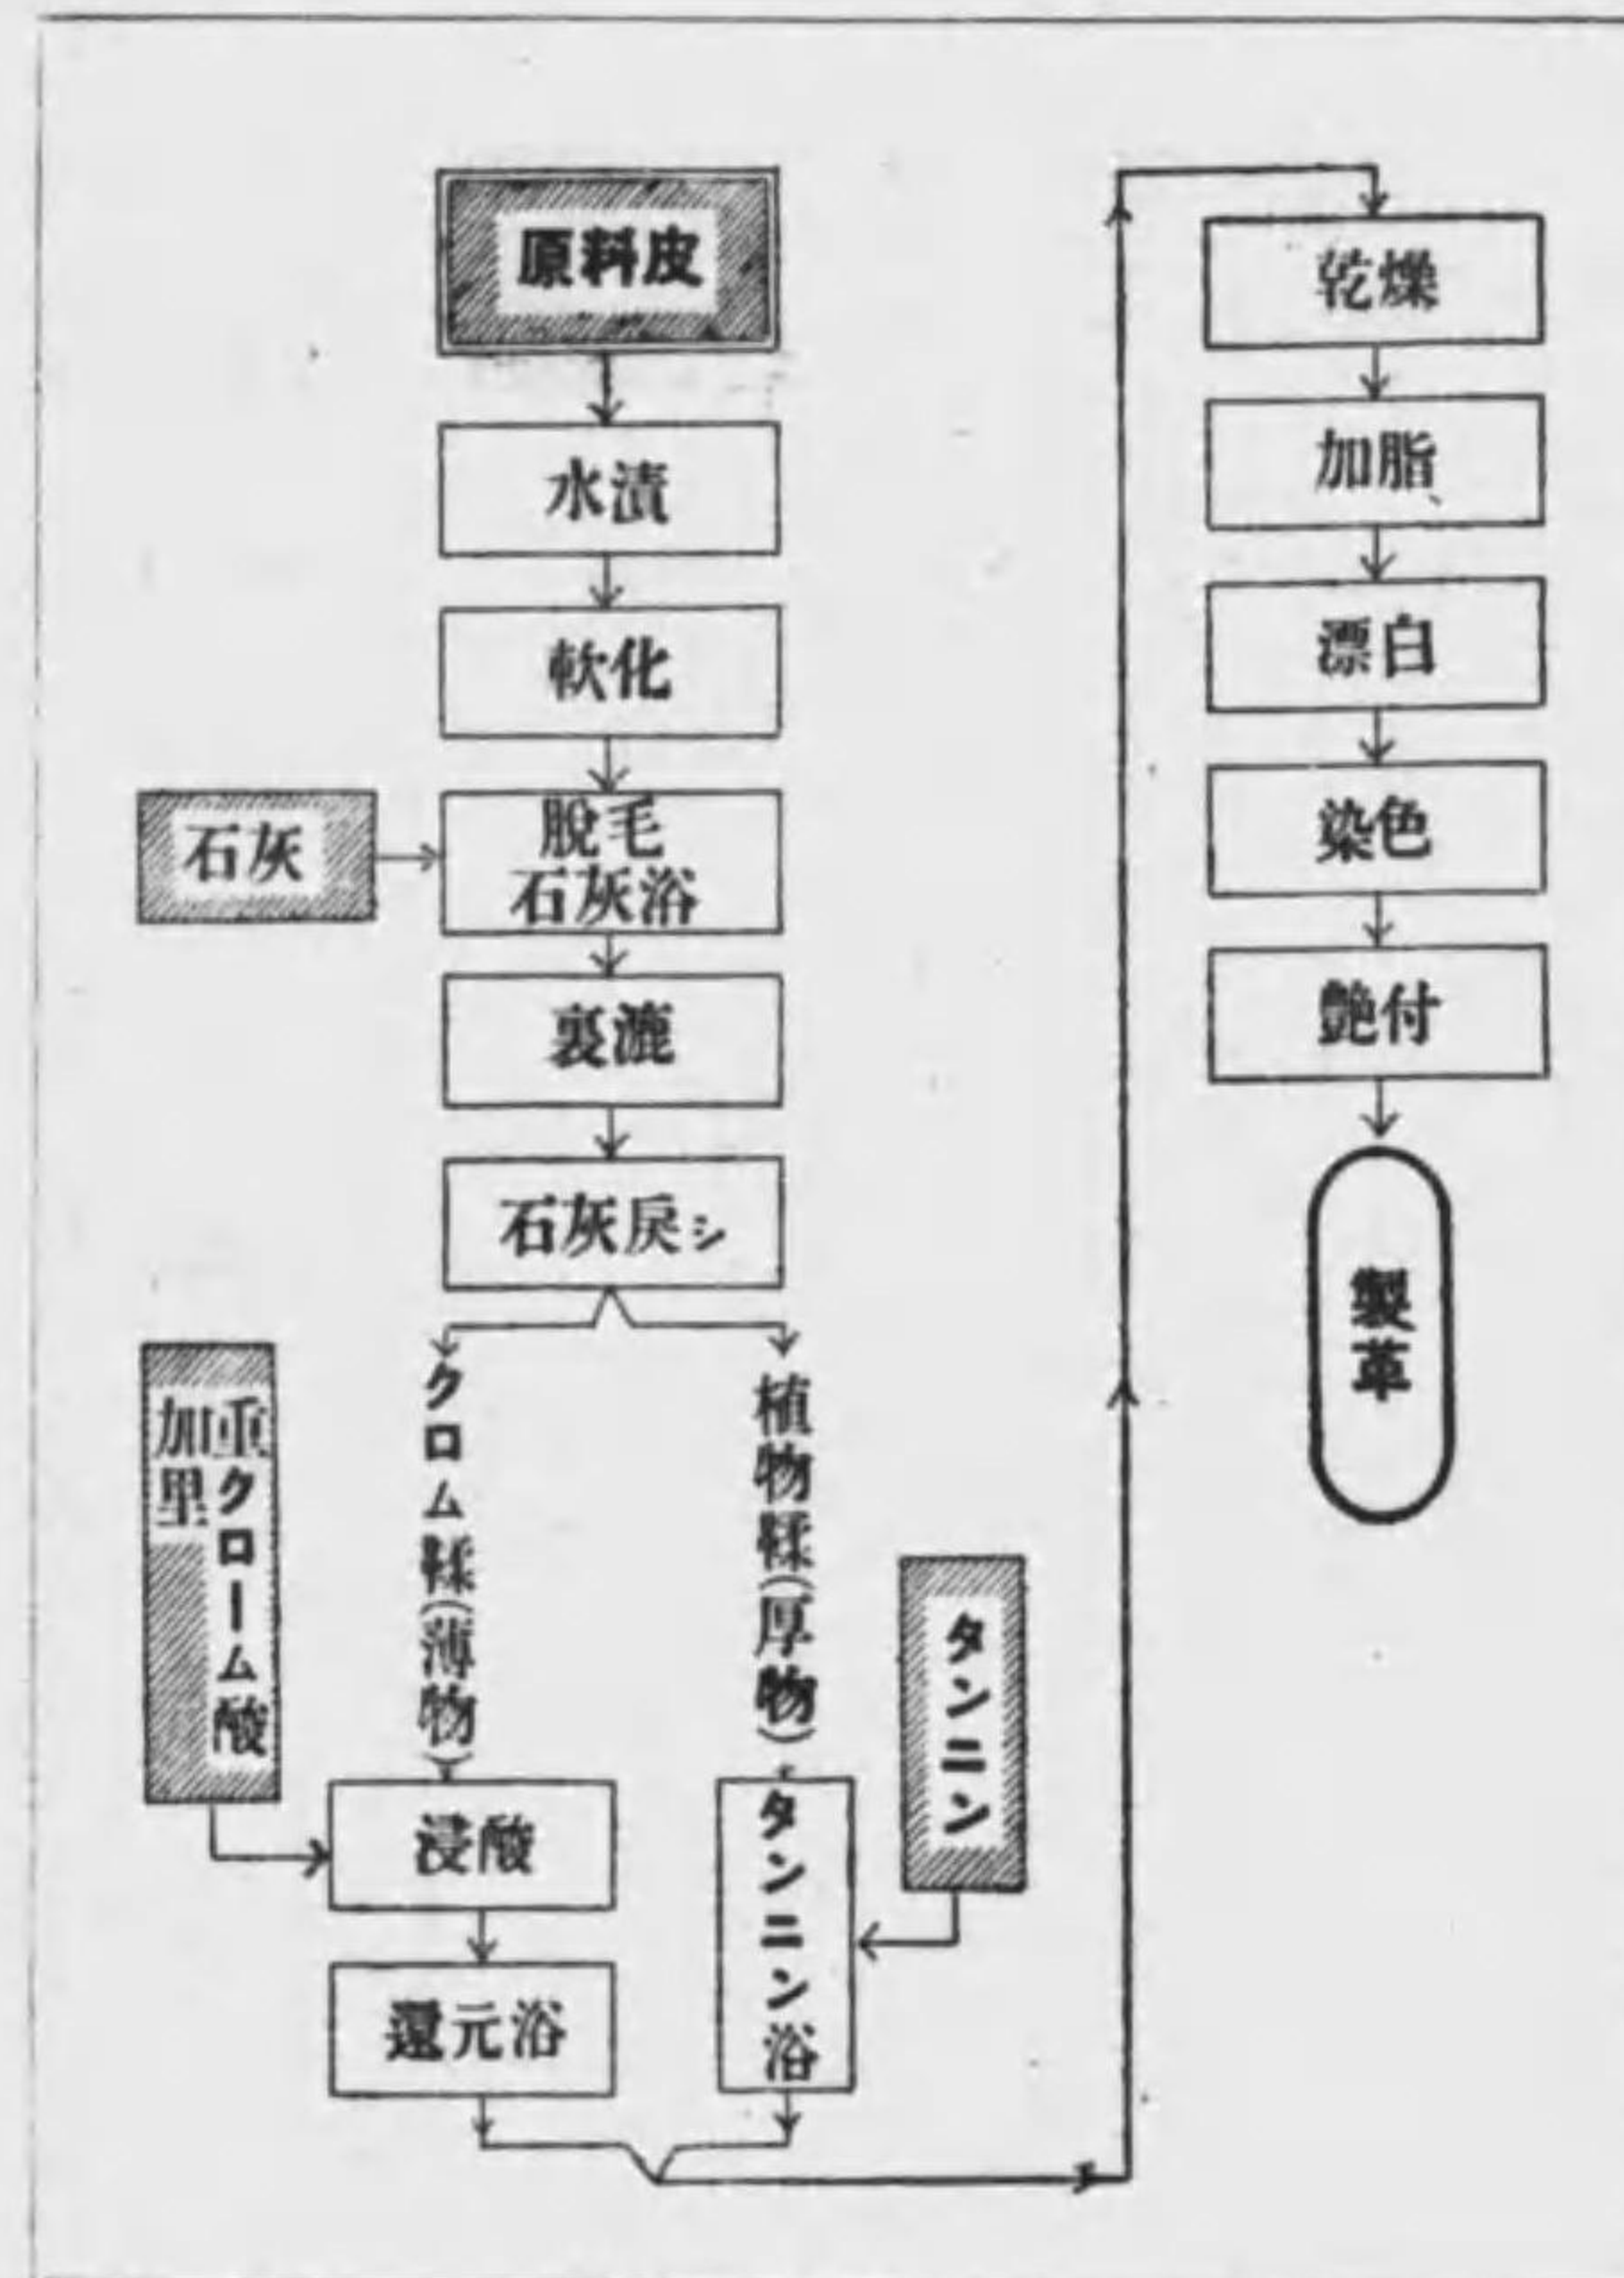 原料皮
水漬
軟化
石灰
脫毛
石灰浴
裏漉
石灰戾シ
クロム鞣(薄物)
植物鞣(厚物)
重クローム酸
加里
タンニン
浸酸
還元浴
タンニン浴
乾燥
加脂
漂白
染色
艶付
製革